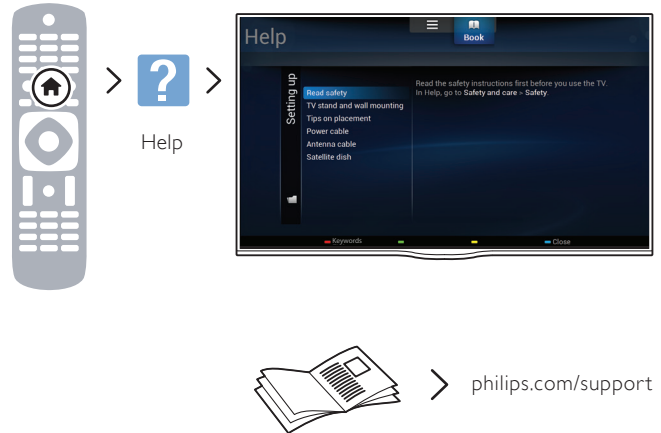 Help
Book
Help
Setting up
Read safety
TV stand and wall mounting
Tips on placement
Power cable
Antenna cable
Satellite dish
Read the safety instructions first before you use the TV.
In Help, go to Safety and care > Safety.
Keywords
Close
?
Help
philips.com/support